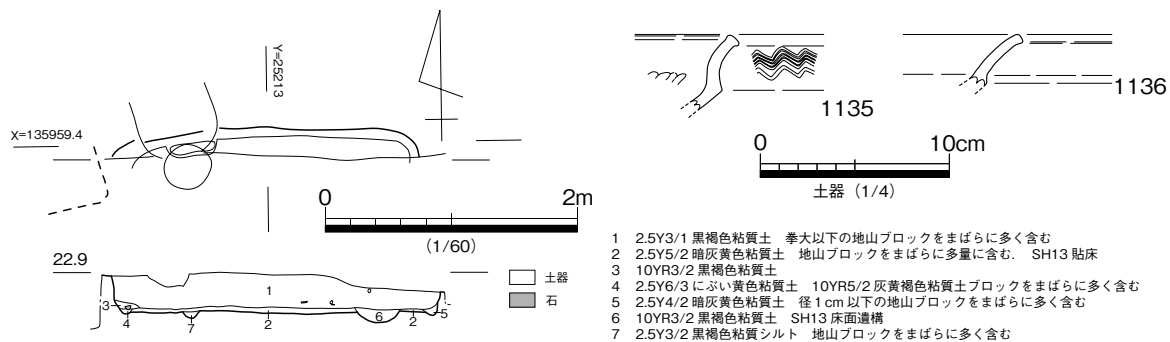 Y=25213
X=135959.4
0 2m
(1/60)
22.9
1
3
4 7 2 6 2 5
土器
石
1135
1136
0 10cm
土器(1/4)
1 2.5Y3/1 黒褐色粘質土 拳大以下の地山ブロックをまばらに多く含む
2 2.5Y5/2 暗灰黄色粘質土 地山ブロックをまばらに多量に含む. SH13 貼床
3 10YR3/2 黒褐色粘質土
4 2.5Y6/3 にぶい黄色粘質土 10YR5/2 灰黄褐色粘質土ブロックをまばらに多く含む
5 2.5Y4/2 暗灰黄色粘質土 径1cm以下の地山ブロックをまばらに多く含む
6 10YR3/2 黒褐色粘質土 SH13 床面遺構
7 2.5Y3/2 黒褐色粘質シルト 地山ブロックをまばらに多く含む